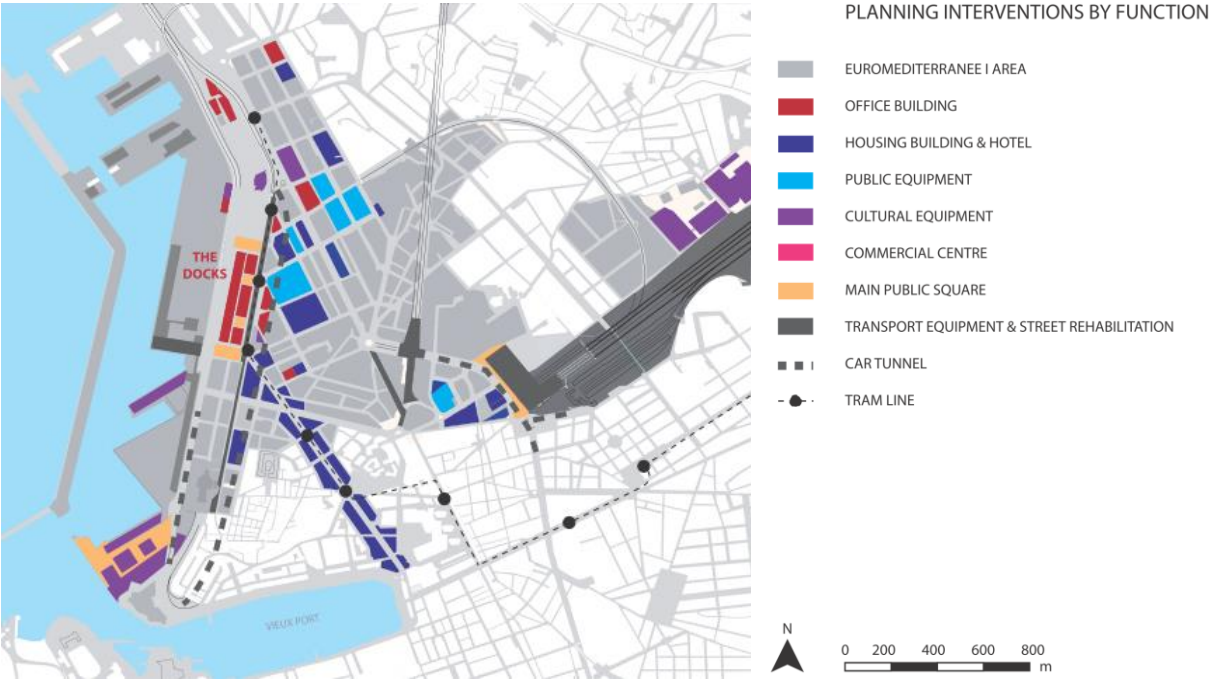 PLANNING INTERVENTIONS BY FUNCTION
EUROMEDITERRANEE I AREA
OFFICE BUILDING
HOUSING BUILDING & HOTEL
PUBLIC EQUIPMENT
CULTURAL EQUIPMENT
COMMERCIAL CENTRE
MAIN PUBLIC SQUARE
TRANSPORT EQUIPMENT & STREET REHABILITATION
CAR TUNNEL
TRAM LINE
THE
DOCKS
VIEUX PORT
N
0 200 400 600 800
m